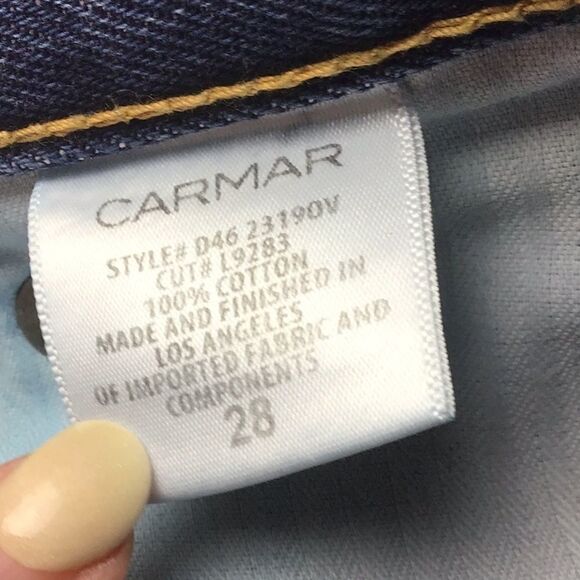 CARMAR
STYLE# D46 23190V
CUT# L9283
100% COTTON
MADE AND FINISHED IN
LOS ANGELES
OF IMPORTED FABRIC AND
COMPONENTS
28